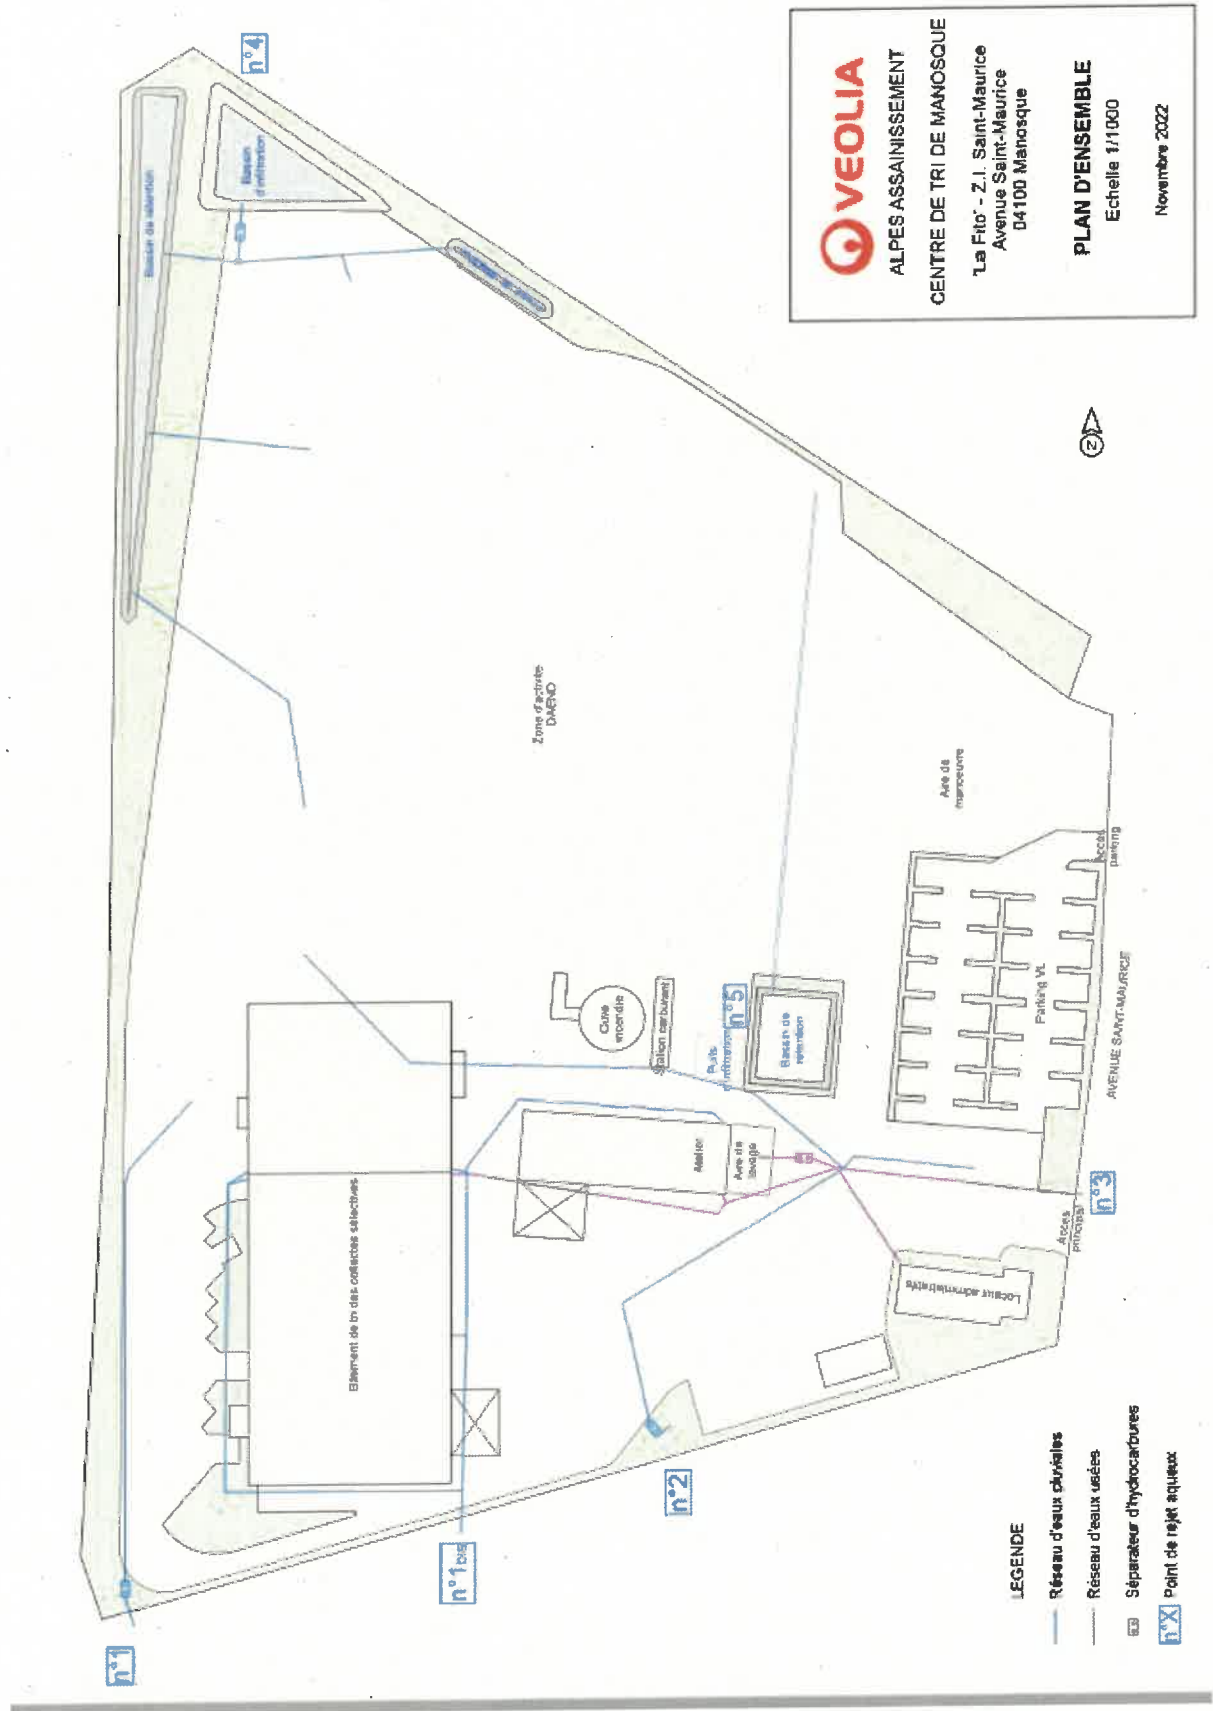 VEOLIA
ALPES ASSAINISSEMENT
CENTRE DE TRI DE MANOSQUE
"La Fito" - Z.I. Saint-Maurice
Avenue Saint-Maurice
04100 Manosque
PLAN D'ENSEMBLE
Echelle 1/1000
Novembre 2022
n°4
Bassin de rétention
Bassin
d'infiltration
Zone d'activité
DAEND
Aire de
manoeuvre
Accès
parking
Parking VL
AVENUE SAINT-MAURICE
Cuve
incendie
Station carburant
Puits
d'infiltration
n°5
Bassin de
rétention
Atelier
Aire de
lavage
Bâtiment de tri des collectes sélectives
n°3
Accès
principal
Locaux administratifs
n°2
n°1 bis
n°1
N
LEGENDE
Réseau d'eaux pluviales
Réseau d'eaux usées
Séparateur d'hydrocarbures
n°X Point de rejet aqueux